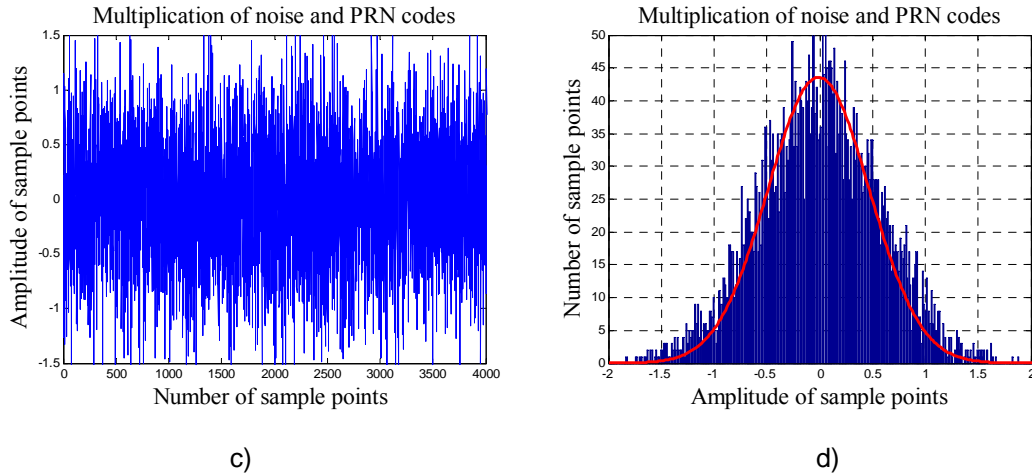 Multiplication of noise and PRN codes
Amplitude of sample points
1.5
1
0.5
0
-0.5
-1
-1.5
0 500 1000 1500 2000 2500 3000 3500 4000
Number of sample points
c)
Multiplication of noise and PRN codes
Number of sample points
50
45
40
35
30
25
20
15
10
5
0
-2 -1.5 -1 -0.5 0 0.5 1 1.5 2
Amplitude of sample points
d)